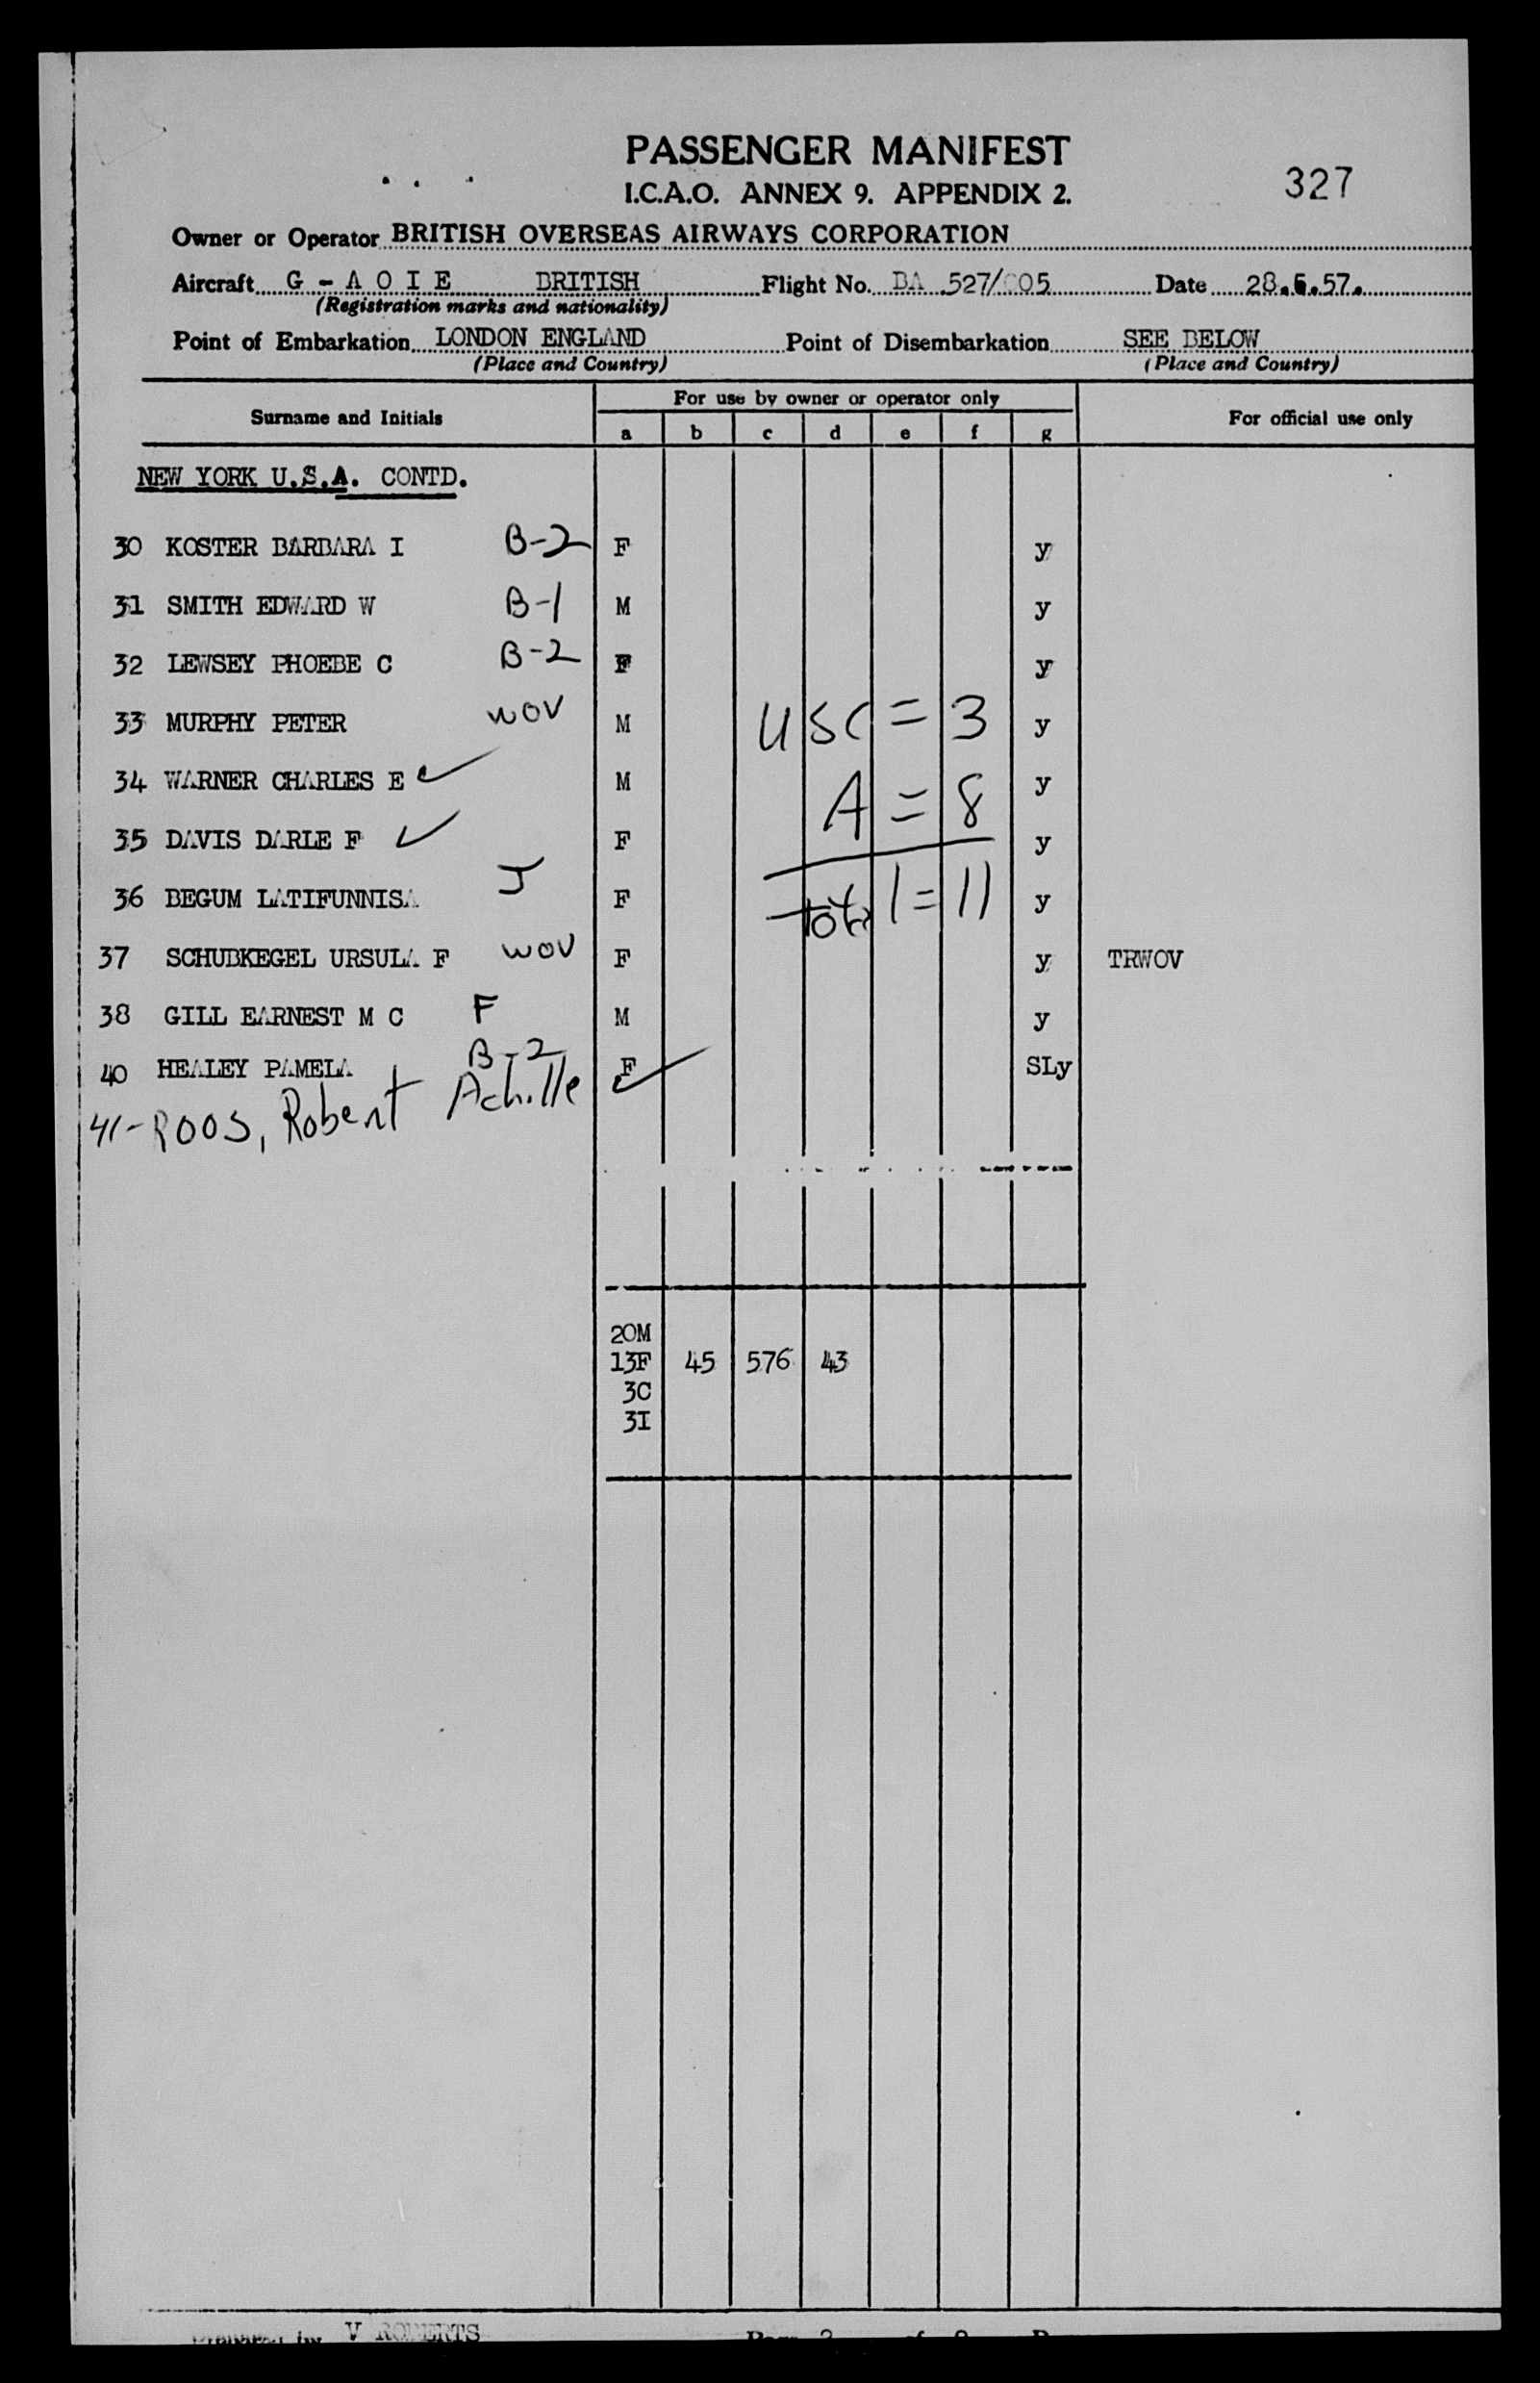 PASSENGER MANIFEST
I.C.A.O. ANNEX 9. APPENDIX 2.
327
Owner or Operator BRITISH OVERSEAS AIRWAYS CORPORATION
Aircraft G - A O I E BRITISH Flight No. BA 527/005 Date 28.6.57.
(Registration marks and nationality)
Point of Embarkation LONDON ENGLAND Point of Disembarkation SEE BELOW
(Place and Country) (Place and Country)
Surname and Initials For use by owner or operator only For official use only
a b c d e f g
NEW YORK U.S.A. CONTD.
30 KOSTER BARBARA I B-2 F y
31 SMITH EDWARD W B-1 M y
32 LEWSEY PHOEBE C B-2 F y
33 MURPHY PETER WOV M USC = 3 y
34 WARNER CHARLES E ✓ M A = 8 y
35 DAVIS DARLE F ✓ F y
36 BEGUM LATIFUNNISA J F total = 11 y
37 SCHUBKEGEL URSULA F WOV F y TRWOV
38 GILL EARNEST M C F M y
40 HEALEY PAMELA B-2 F SLy
41-ROOS, Robert Achille ✓
20M
13F 45 576 43
3C
3I
V ROBERTS